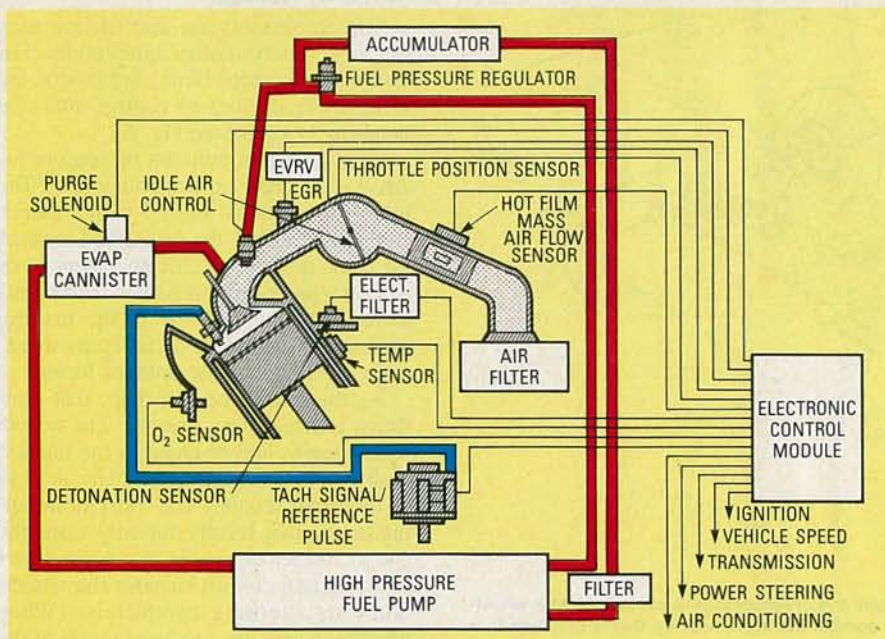 ACCUMULATOR
FUEL PRESSURE REGULATOR
EVRV
EGR
THROTTLE POSITION SENSOR
PURGE
SOLENOID
IDLE AIR
CONTROL
HOT FILM
MASS
AIR FLOW
SENSOR
EVAP
CANNISTER
ELECT.
FILTER
TEMP
SENSOR
AIR
FILTER
ELECTRONIC
CONTROL
MODULE
O2 SENSOR
DETONATION SENSOR
TACH SIGNAL/
REFERENCE
PULSE
IGNITION
VEHICLE SPEED
TRANSMISSION
POWER STEERING
AIR CONDITIONING
HIGH PRESSURE
FUEL PUMP
FILTER